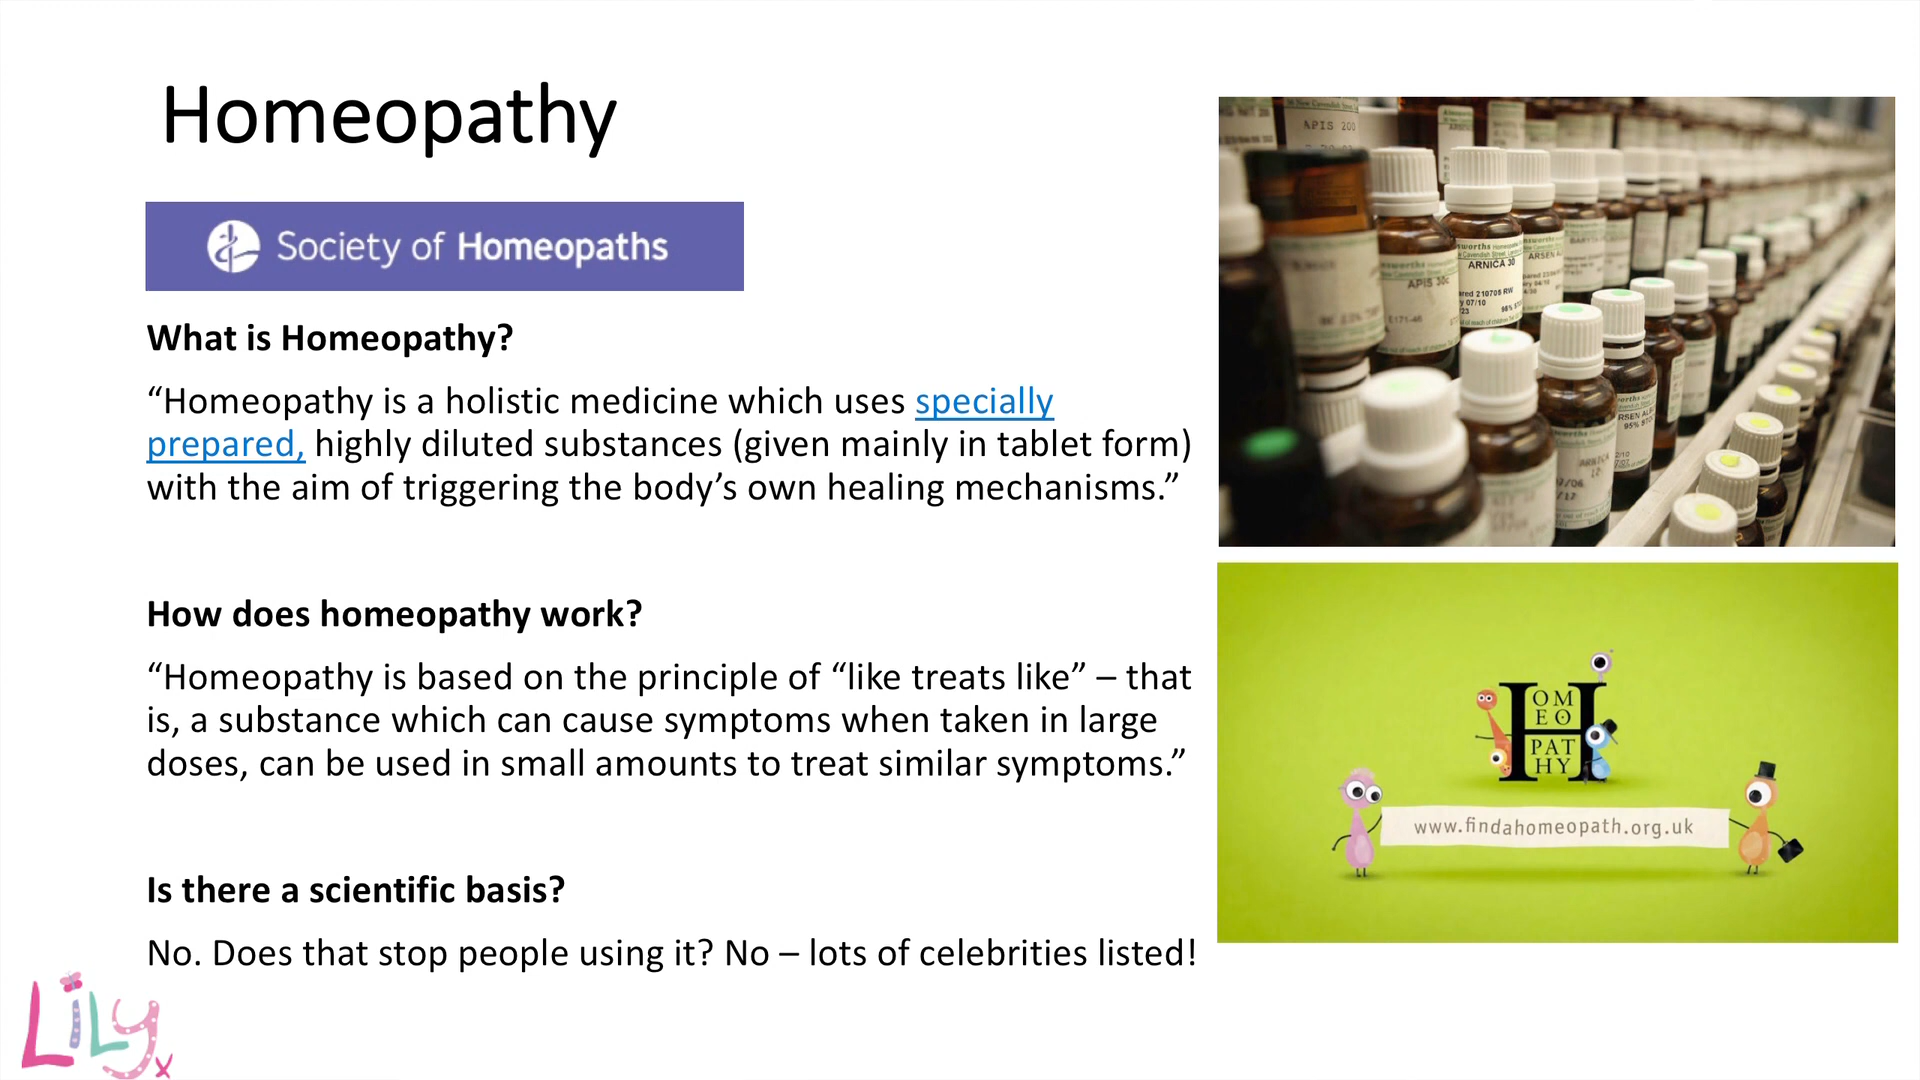 Homeopathy
Society of Homeopaths
What is Homeopathy?
“Homeopathy is a holistic medicine which uses specially
prepared, highly diluted substances (given mainly in tablet form)
with the aim of triggering the body’s own healing mechanisms.”
How does homeopathy work?
“Homeopathy is based on the principle of “like treats like” – that
is, a substance which can cause symptoms when taken in large
doses, can be used in small amounts to treat similar symptoms.”
Is there a scientific basis?
No. Does that stop people using it? No – lots of celebrities listed!
LiLy x
APIS 200
ARNICA 30
APIS 30c
ARSEN
OM
EO
H
PAT
HY
www.findahomeopath.org.uk